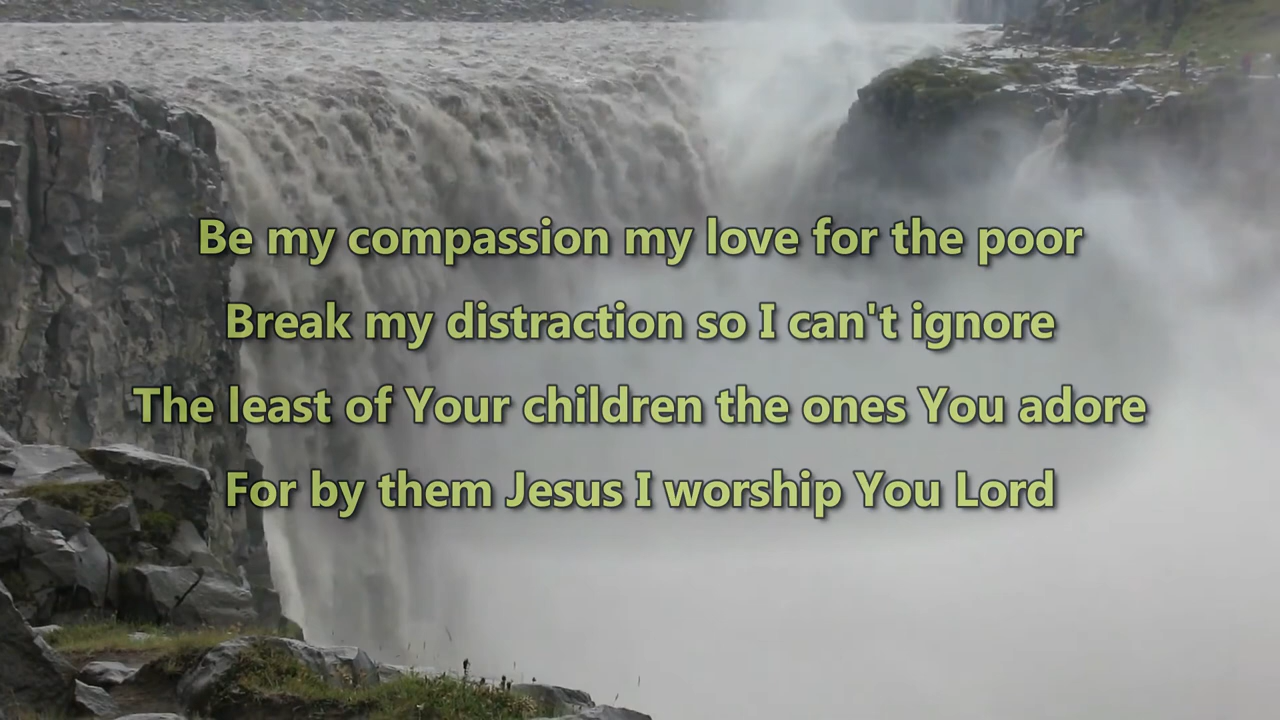 Be my compassion my love for the poor
Break my distraction so I can't ignore
The least of Your children the ones You adore
For by them Jesus I worship You Lord